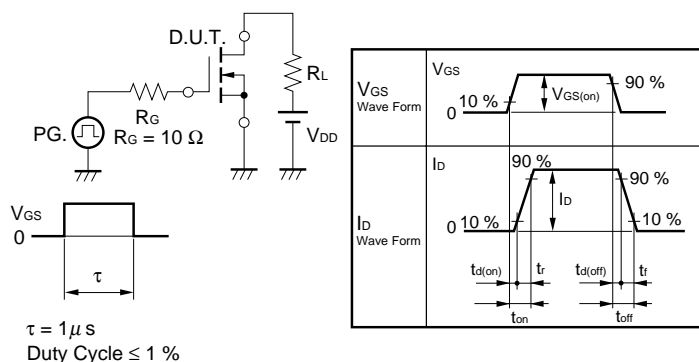 D.U.T.
RL
RG
RG = 10 Ω
PG.
VDD
VGS
0
τ
τ = 1μ s
Duty Cycle ≤ 1 %
VGS
Wave Form
VGS
10 %
0
VGS(on)
90 %
ID
Wave Form
ID
90 %
90 %
ID
0 10 %
10 %
td(on)
tr
td(off)
tf
ton
toff